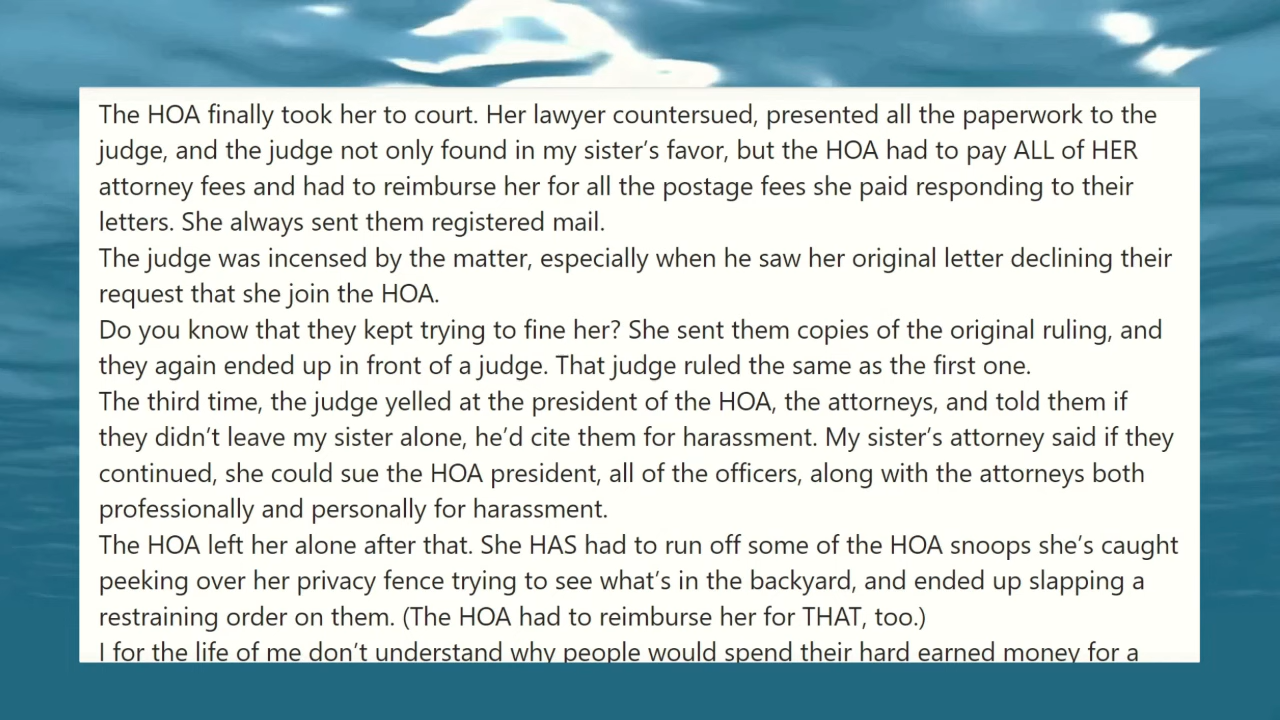 The HOA finally took her to court. Her lawyer countersued, presented all the paperwork to the
judge, and the judge not only found in my sister’s favor, but the HOA had to pay ALL of HER
attorney fees and had to reimburse her for all the postage fees she paid responding to their
letters. She always sent them registered mail.
The judge was incensed by the matter, especially when he saw her original letter declining their
request that she join the HOA.
Do you know that they kept trying to fine her? She sent them copies of the original ruling, and
they again ended up in front of a judge. That judge ruled the same as the first one.
The third time, the judge yelled at the president of the HOA, the attorneys, and told them if
they didn’t leave my sister alone, he’d cite them for harassment. My sister’s attorney said if they
continued, she could sue the HOA president, all of the officers, along with the attorneys both
professionally and personally for harassment.
The HOA left her alone after that. She HAS had to run off some of the HOA snoops she’s caught
peeking over her privacy fence trying to see what’s in the backyard, and ended up slapping a
restraining order on them. (The HOA had to reimburse her for THAT, too.)
I for the life of me don’t understand why people would spend their hard earned money for a